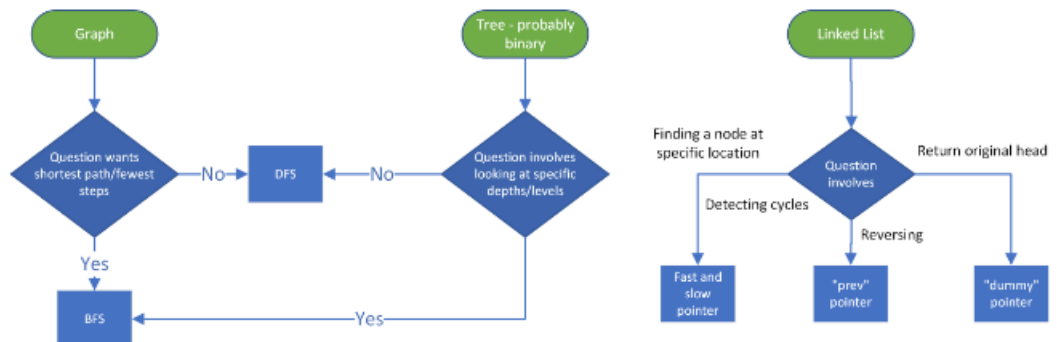 Graph
Tree - probably
binary
Linked List
Question wants
shortest path/fewest
steps
No
DFS
No
Question involves
looking at specific
depths/levels
Finding a node at
specific location
Question
involves
Return original head
Detecting cycles
Reversing
Yes
BFS
Yes
Fast and
slow
pointer
"prev"
pointer
"dummy"
pointer